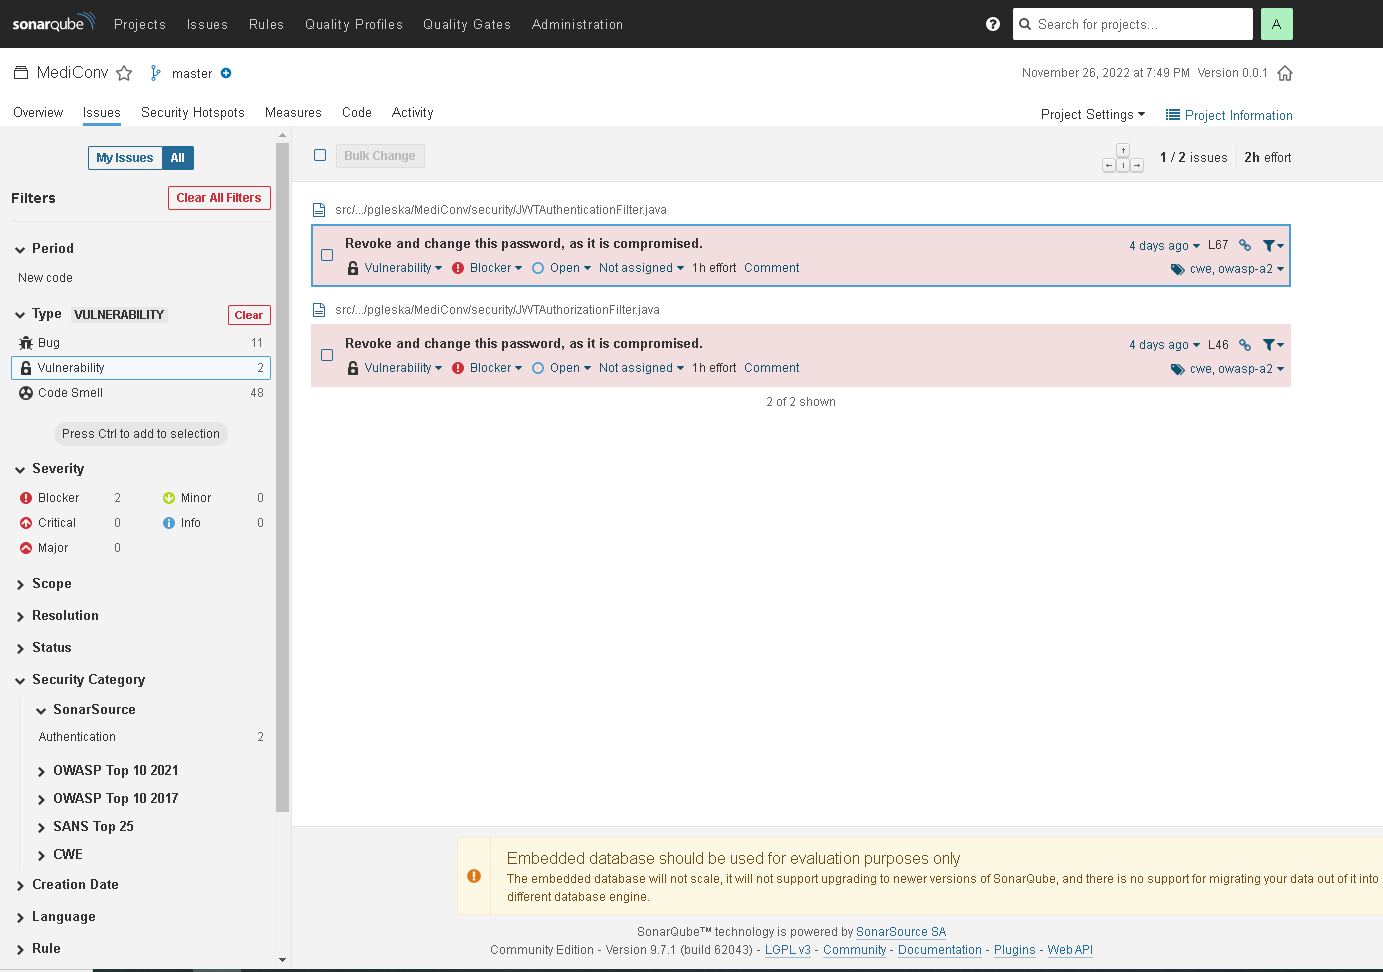 sonarqube Projects Issues Rules Quality Profiles Quality Gates Administration ? Search for projects... A
MediConv master November 26, 2022 at 7:49 PM Version 0.0.1
Overview Issues Security Hotspots Measures Code Activity Project Settings Project Information
My Issues All
Bulk Change 1 / 2 issues 2h effort
Filters Clear All Filters
Period
New code
Type VULNERABILITY Clear
Bug 11
Vulnerability 2
Code Smell 48
Press Ctrl to add to selection
Severity
Blocker 2 Minor 0
Critical 0 Info 0
Major 0
Scope
Resolution
Status
Security Category
SonarSource
Authentication 2
OWASP Top 10 2021
OWASP Top 10 2017
SANS Top 25
CWE
Creation Date
Language
Rule
src/.../pgleska/MediConv/security/JWTAuthenticationFilter.java
Revoke and change this password, as it is compromised. 4 days ago L67
Vulnerability Blocker Open Not assigned 1h effort Comment cwe, owasp-a2
src/.../pgleska/MediConv/security/JWTAuthorizationFilter.java
Revoke and change this password, as it is compromised. 4 days ago L46
Vulnerability Blocker Open Not assigned 1h effort Comment cwe, owasp-a2
2 of 2 shown
Embedded database should be used for evaluation purposes only
The embedded database will not scale, it will not support upgrading to newer versions of SonarQube, and there is no support for migrating your data out of it into
different database engine.
SonarQube™ technology is powered by SonarSource SA
Community Edition - Version 9.7.1 (build 62043) - LGPL v3 - Community - Documentation - Plugins - Web API